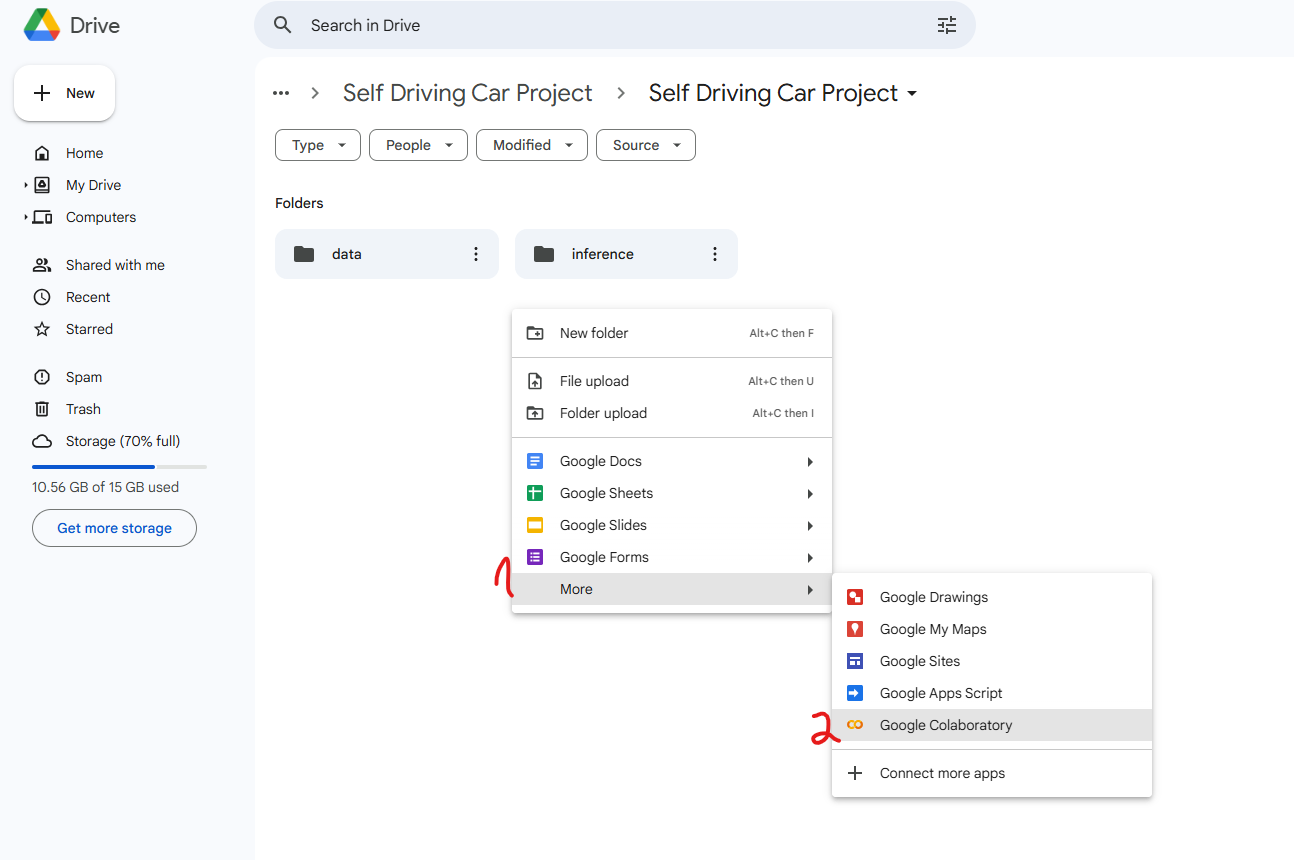 Drive
Search in Drive
New
Self Driving Car Project
Self Driving Car Project
Type
People
Modified
Source
Home
My Drive
Computers
Shared with me
Recent
Starred
Spam
Trash
Storage (70% full)
10.56 GB of 15 GB used
Get more storage
Folders
data
inference
New folder Alt+C then F
File upload Alt+C then U
Folder upload Alt+C then I
Google Docs
Google Sheets
Google Slides
Google Forms
1 More
Google Drawings
Google My Maps
Google Sites
Google Apps Script
2 Google Colaboratory
Connect more apps